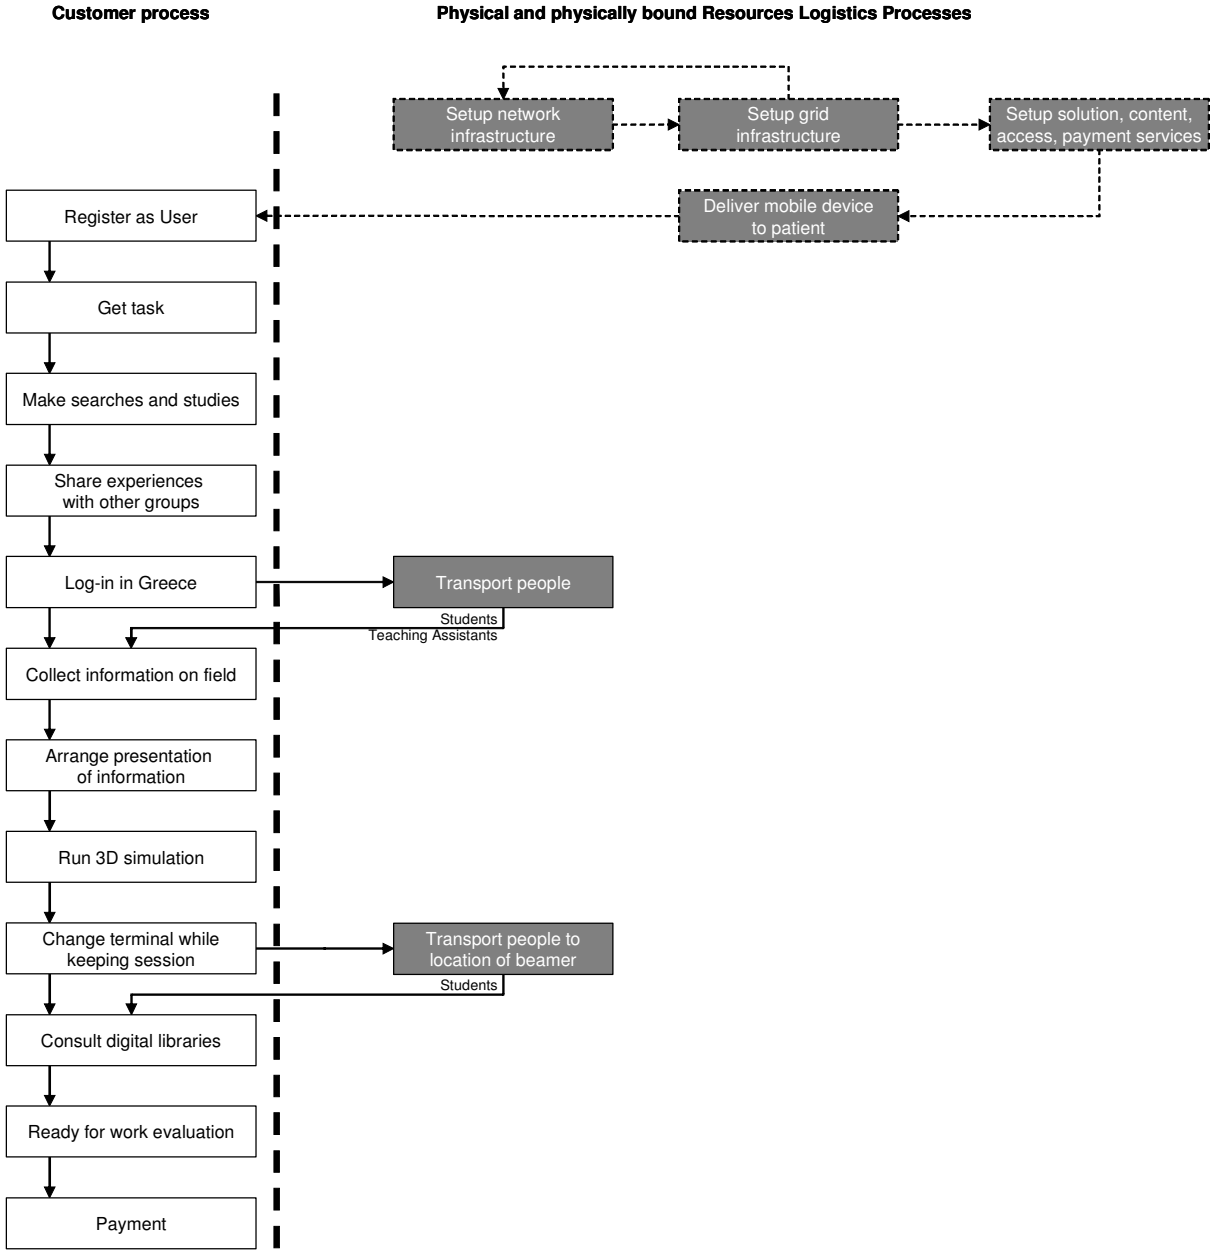 Customer process
Physical and physically bound Resources Logistics Processes
Setup network
infrastructure
Setup grid
infrastructure
Setup solution, content,
access, payment services
Register as User
Deliver mobile device
to patient
Get task
Make searches and studies
Share experiences
with other groups
Log-in in Greece
Transport people
Students
Teaching Assistants
Collect information on field
Arrange presentation
of information
Run 3D simulation
Change terminal while
keeping session
Transport people to
location of beamer
Students
Consult digital libraries
Ready for work evaluation
Payment